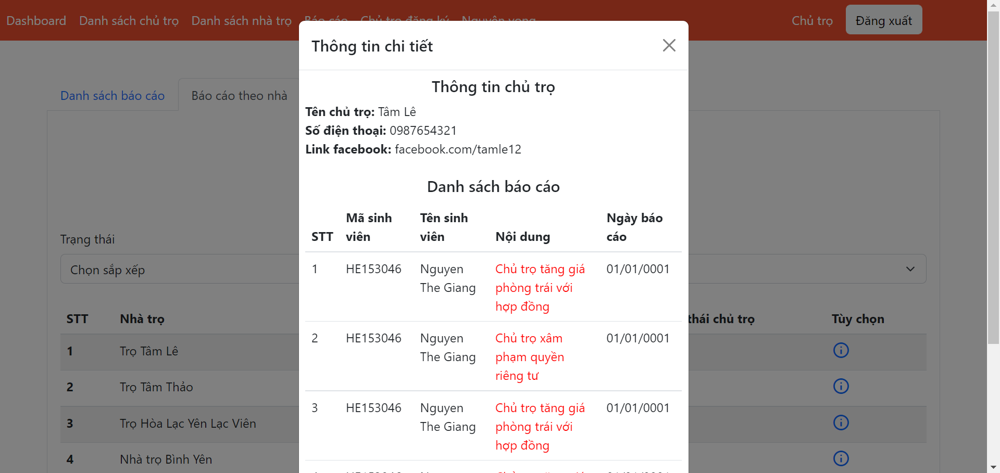 Dashboard Danh sách chủ trọ Danh sách nhà trọ Báo cáo Chủ trọ đăng ký Nguyện vọng Chủ trọ Đăng xuất
Thông tin chi tiết
Danh sách báo cáo Báo cáo theo nhà
Thông tin chủ trọ
Tên chủ trọ: Tâm Lê
Số điện thoại: 0987654321
Link facebook: facebook.com/tamle12
Danh sách báo cáo
STT Mã sinh viên Tên sinh viên Nội dung Ngày báo cáo
1 HE153046 Nguyen The Giang Chủ trọ tăng giá phòng trái với hợp đồng 01/01/0001
2 HE153046 Nguyen The Giang Chủ trọ xâm phạm quyền riêng tư 01/01/0001
3 HE153046 Nguyen The Giang Chủ trọ tăng giá phòng trái với hợp đồng 01/01/0001
Trạng thái
Chọn sắp xếp
STT Nhà trọ thái chủ trọ Tùy chọn
1 Trọ Tâm Lê
2 Trọ Tâm Thảo
3 Trọ Hòa Lạc Yên Lạc Viên
4 Nhà trọ Bình Yên